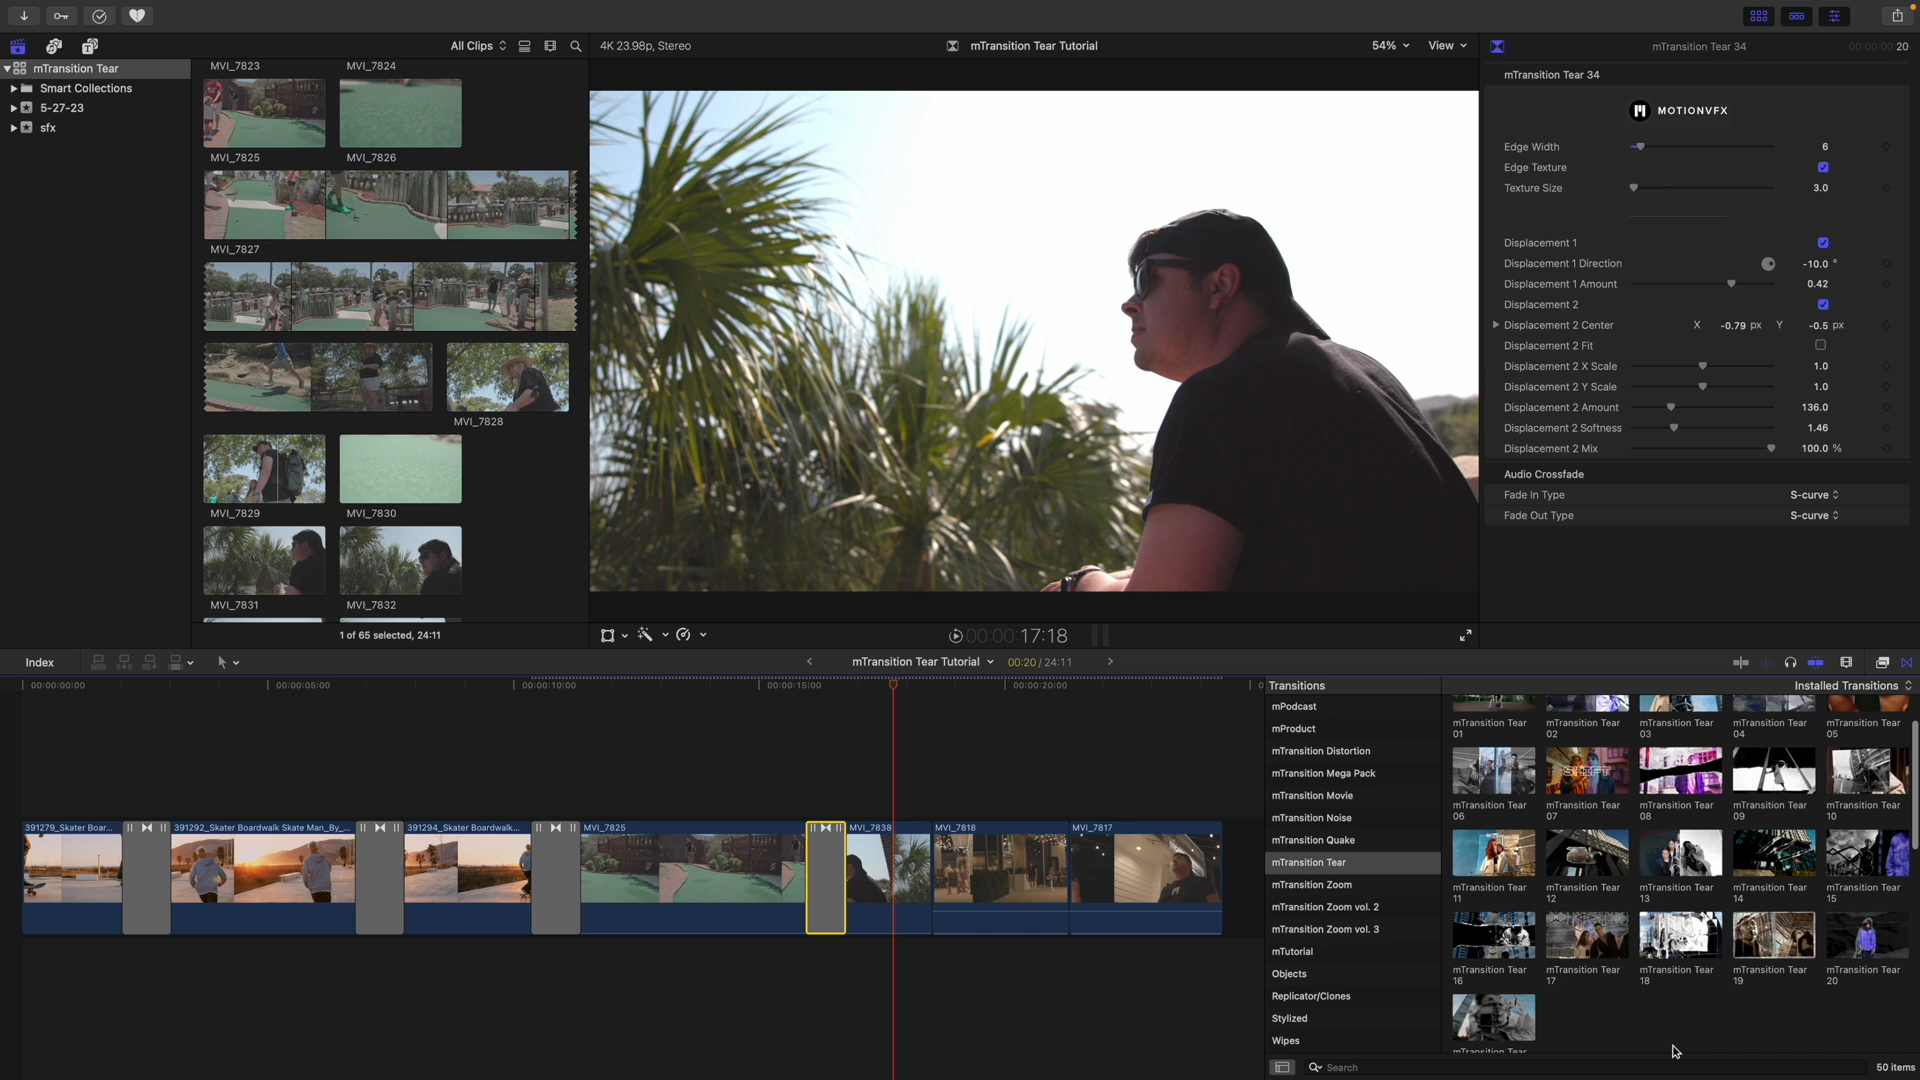 All Clips
4K 23.98p, Stereo
mTransition Tear Tutorial
54%
View
mTransition Tear 34
00:00:00:00:20
mTransition Tear
Smart Collections
5-27-23
sfx
MVI_7823
MVI_7824
MVI_7825
MVI_7826
MVI_7827
MVI_7828
MVI_7829
MVI_7830
MVI_7831
MVI_7832
1 of 65 selected, 24:11
00:00:00:17:18
mTransition Tear 34
MOTIONVFX
Edge Width 6
Edge Texture
Texture Size 3.0
Displacement 1
Displacement 1 Direction -10.0 °
Displacement 1 Amount 0.42
Displacement 2
Displacement 2 Center X -0.79 px Y -0.5 px
Displacement 2 Fit
Displacement 2 X Scale 1.0
Displacement 2 Y Scale 1.0
Displacement 2 Amount 136.0
Displacement 2 Softness 1.46
Displacement 2 Mix 100.0 %
Audio Crossfade
Fade In Type S-curve
Fade Out Type S-curve
Index
mTransition Tear Tutorial
00:20 / 24:11
00:00:00:00
00:00:05:00
00:00:10:00
00:00:15:00
00:00:20:00
391279_Skater Boar...
391292_Skater Boardwalk Skate Man_By_...
391294_Skater Boardwalk...
MVI_7825
MVI_7838
MVI_7818
MVI_7817
Transitions
Installed Transitions
mPodcast
mProduct
mTransition Distortion
mTransition Mega Pack
mTransition Movie
mTransition Noise
mTransition Quake
mTransition Tear
mTransition Zoom
mTransition Zoom vol. 2
mTransition Zoom vol. 3
mTutorial
Objects
Replicator/Clones
Stylized
Wipes
mTransition Tear 01
mTransition Tear 02
mTransition Tear 03
mTransition Tear 04
mTransition Tear 05
SHIFT
mTransition Tear 06
mTransition Tear 07
mTransition Tear 08
mTransition Tear 09
mTransition Tear 10
mTransition Tear 11
mTransition Tear 12
mTransition Tear 13
mTransition Tear 14
mTransition Tear 15
mTransition Tear 16
mTransition Tear 17
mTransition Tear 18
mTransition Tear 19
mTransition Tear 20
mTransition Tear
Search
50 items